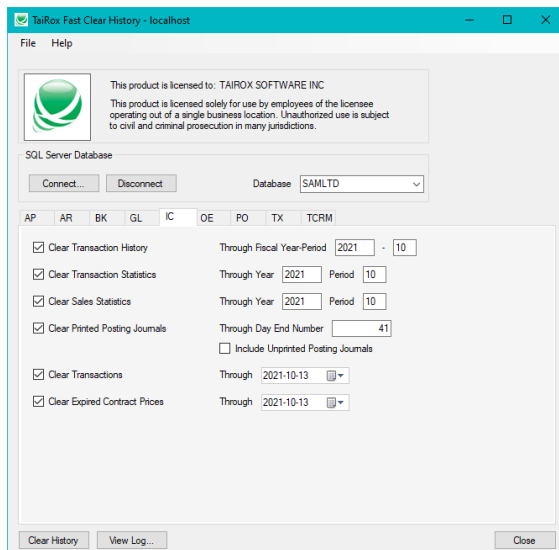 TaiRox Fast Clear History - localhost
File Help
This product is licensed to: TAIROX SOFTWARE INC
This product is licensed solely for use by employees of the licensee
operating out of a single business location. Unauthorized use is subject
to civil and criminal prosecution in many jurisdictions.
SQL Server Database
Connect... Disconnect Database SAMLTD
AP AR BK GL IC OE PO TX TCRM
Clear Transaction History Through Fiscal Year-Period 2021 - 10
Clear Transaction Statistics Through Year 2021 Period 10
Clear Sales Statistics Through Year 2021 Period 10
Clear Printed Posting Journals Through Day End Number 41
Include Unprinted Posting Journals
Clear Transactions Through 2021-10-13
Clear Expired Contract Prices Through 2021-10-13
Clear History View Log... Close